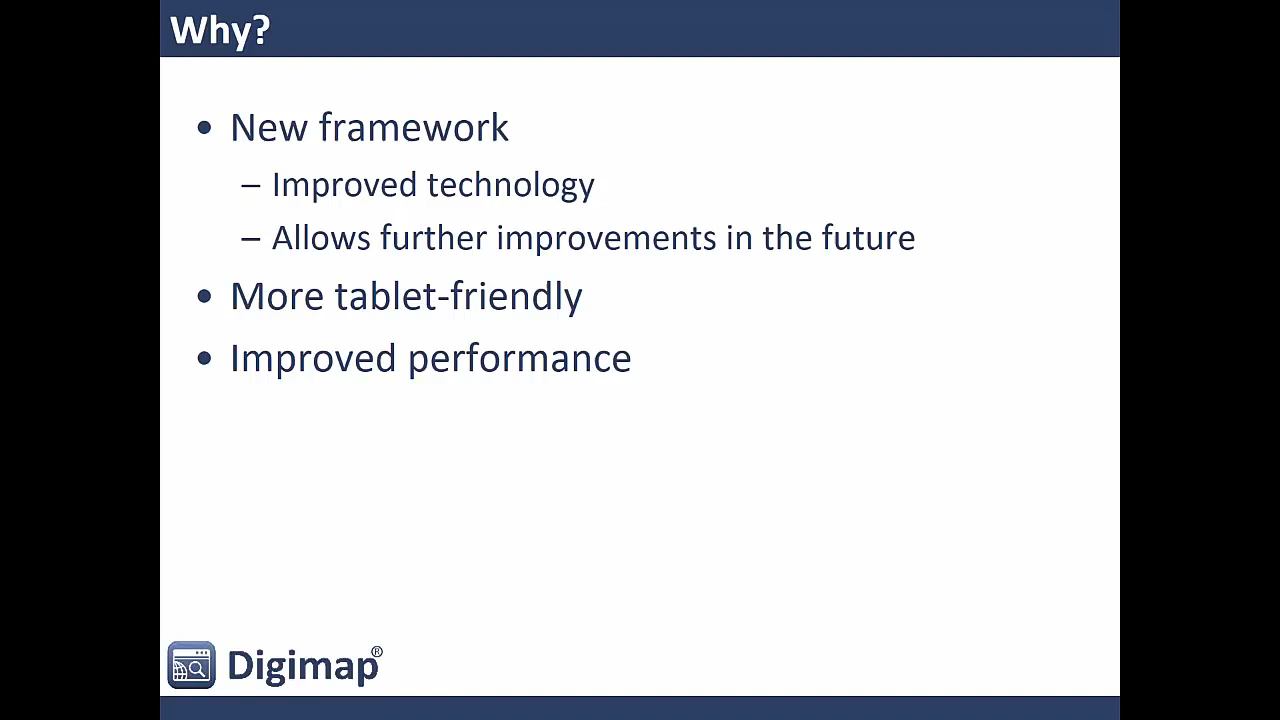 Why?
• New framework
– Improved technology
– Allows further improvements in the future
• More tablet-friendly
• Improved performance
Digimap®